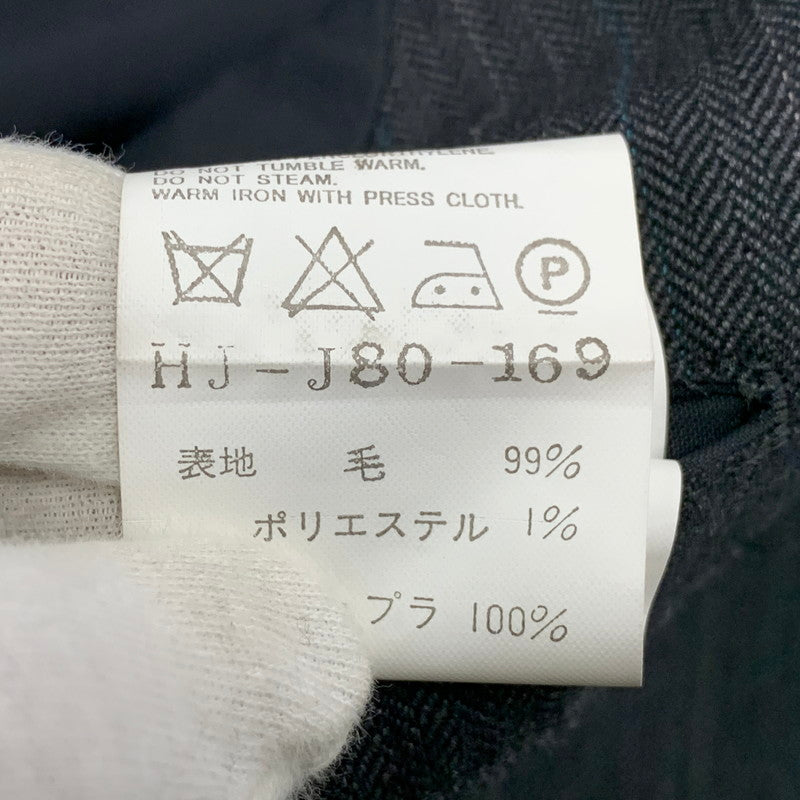 DO NOT TUMBLE WARM.
DO NOT STEAM.
WARM IRON WITH PRESS CLOTH.
P
HJ-J80-169
表地 毛 99%
ポリエステル 1%
プラ 100%